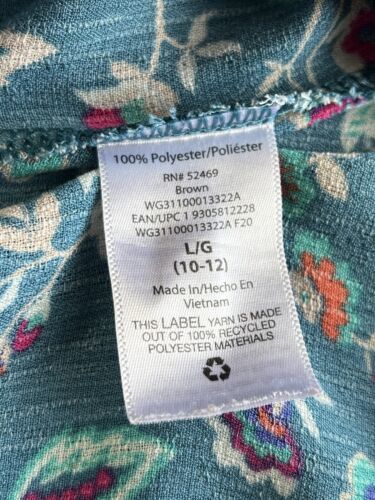 100% Polyester/Poliéster
RN# 52469
Brown
WG31100013322A
EAN/UPC 1 9305812228
WG31100013322A F20
L/G
(10-12)
Made In/Hecho En
Vietnam
THIS LABEL YARN IS MADE
OUT OF 100% RECYCLED
POLYESTER MATERIALS